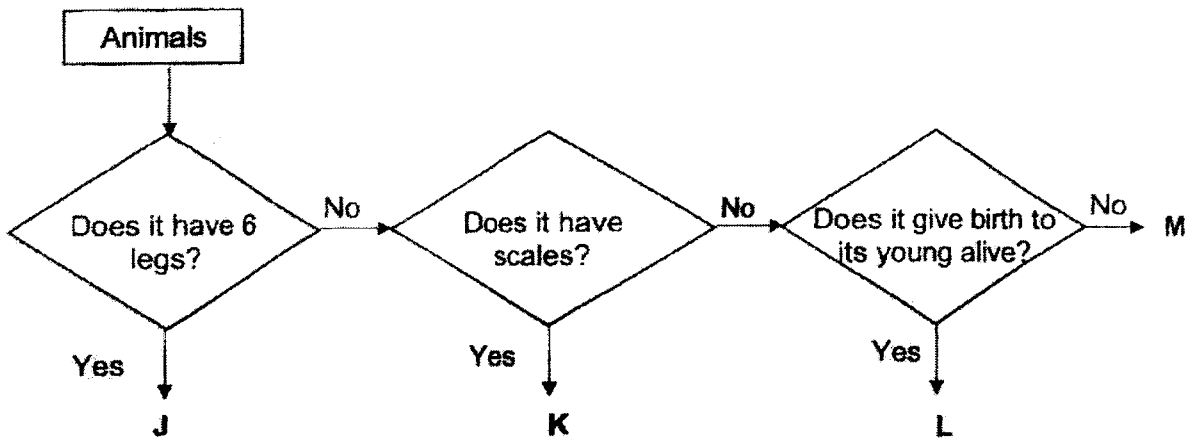 Animals
Does it have 6
legs?
No
Does it have
scales?
No
Does it give birth to
its young alive?
No
M
Yes
J
Yes
K
Yes
L